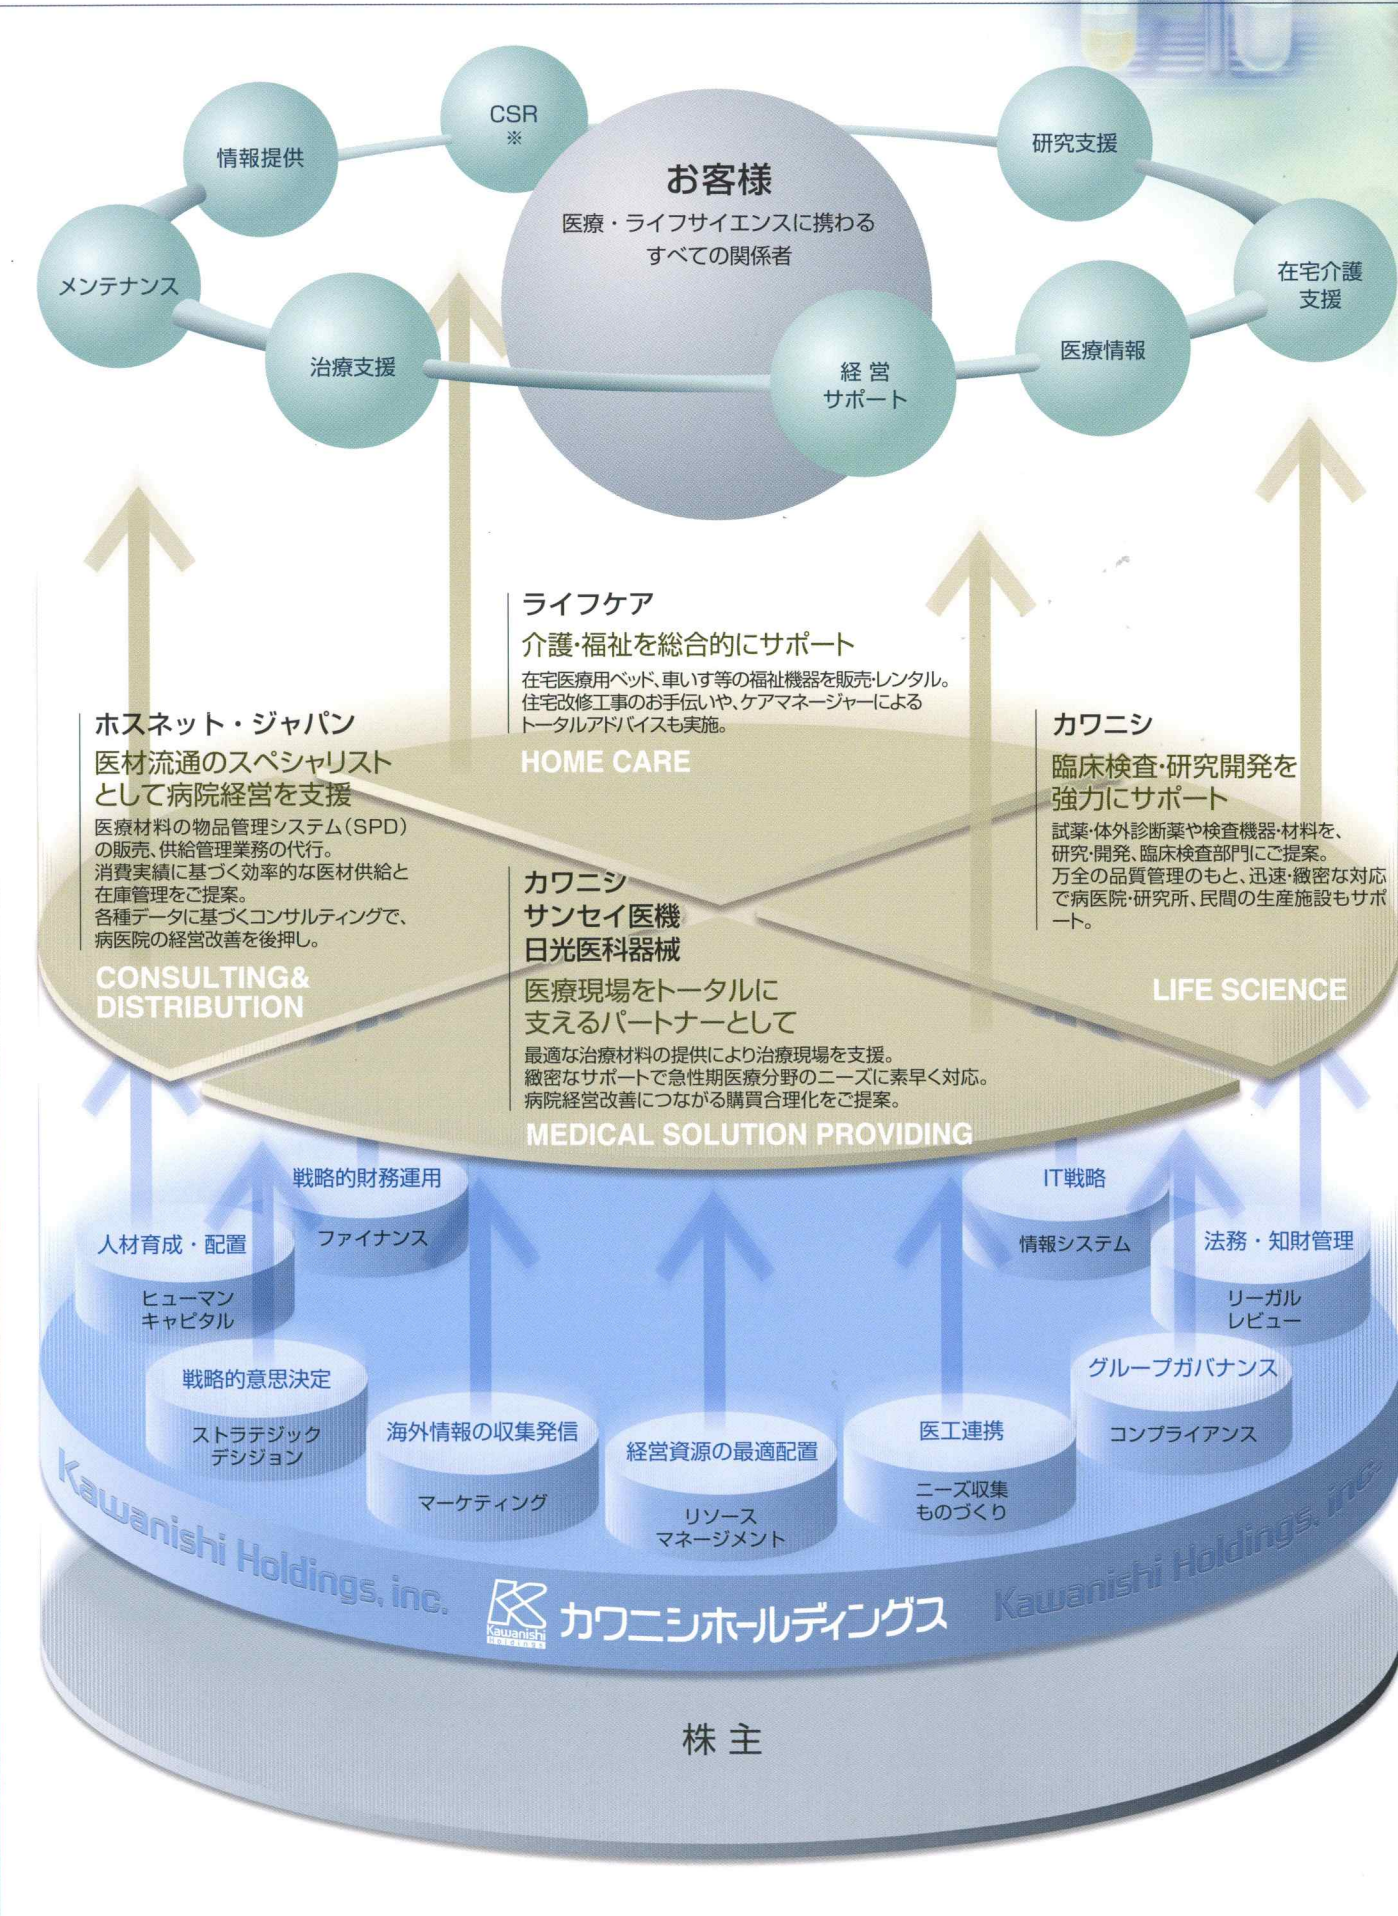 CSR
※
情報提供
研究支援
お客様
医療・ライフサイエンスに携わる
すべての関係者
メンテナンス
在宅介護
支援
治療支援
医療情報
経 営
サポート
ライフケア
介護・福祉を総合的にサポート
在宅医療用ベッド、車いす等の福祉機器を販売・レンタル。
住宅改修工事のお手伝いや、ケアマネージャーによる
トータルアドバイスも実施。
HOME CARE
ホスネット・ジャパン
医材流通のスペシャリスト
として病院経営を支援
医療材料の物品管理システム(SPD)
の販売、供給管理業務の代行。
消費実績に基づく効率的な医材供給と
在庫管理をご提案。
各種データに基づくコンサルティングで、
病医院の経営改善を後押し。
CONSULTING&
DISTRIBUTION
カワニシ
臨床検査・研究開発を
強力にサポート
試薬・体外診断薬や検査機器・材料を、
研究・開発、臨床検査部門にご提案。
万全の品質管理のもと、迅速・緻密な対応
で病医院・研究所、民間の生産施設もサポ
ート。
LIFE SCIENCE
カワニシ
サンセイ医機
日光医科器械
医療現場をトータルに
支えるパートナーとして
最適な治療材料の提供により治療現場を支援。
緻密なサポートで急性期医療分野のニーズに素早く対応。
病院経営改善につながる購買合理化をご提案。
MEDICAL SOLUTION PROVIDING
戦略的財務運用
ファイナンス
IT戦略
情報システム
人材育成・配置
ヒューマン
キャピタル
法務・知財管理
リーガル
レビュー
戦略的意思決定
ストラテジック
デシジョン
グループガバナンス
コンプライアンス
海外情報の収集発信
マーケティング
経営資源の最適配置
リソース
マネージメント
医工連携
ニーズ収集
ものづくり
Kawanishi Holdings, inc.
Kawanishi
Holdings
カワニシホールディングス
Kawanishi Holdings, inc.
株 主